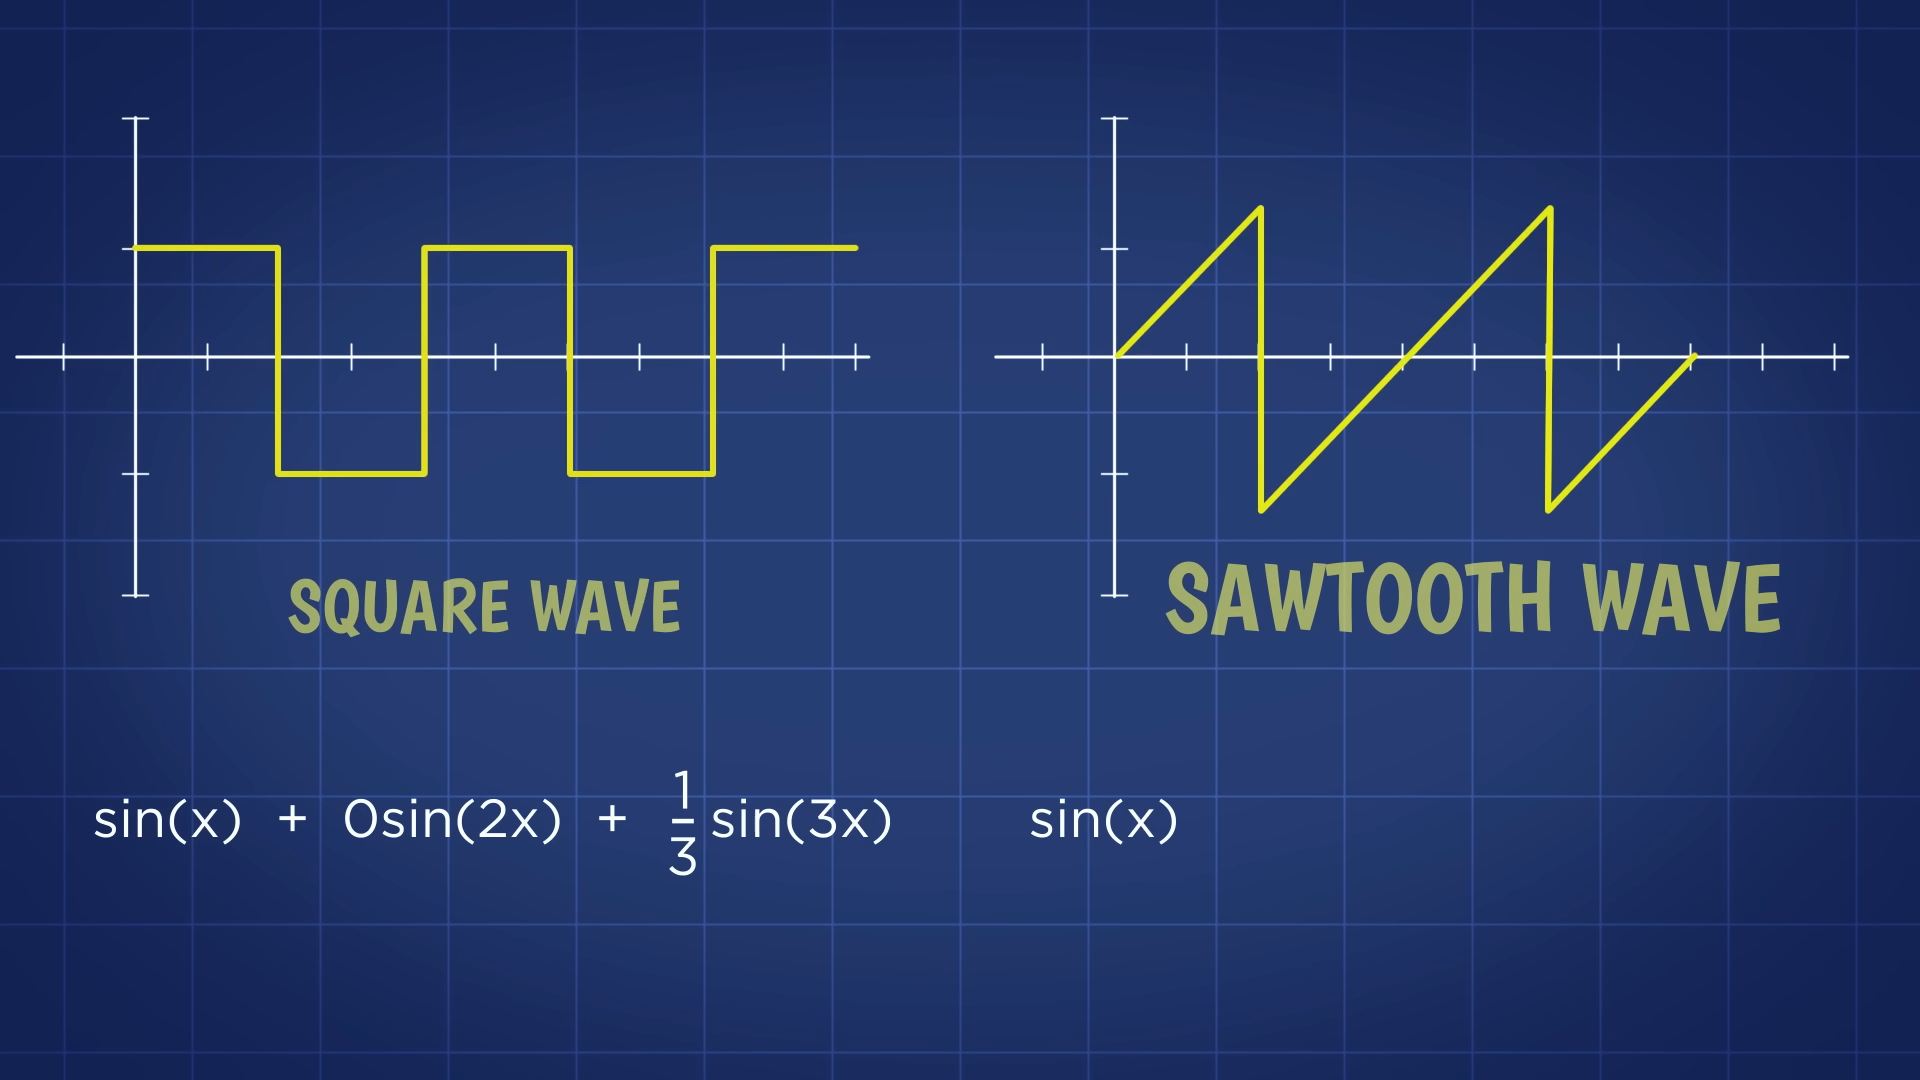 SQUARE WAVE
SAWTOOTH WAVE
sin(x) + 0sin(2x) + 1/3 sin(3x)
sin(x)